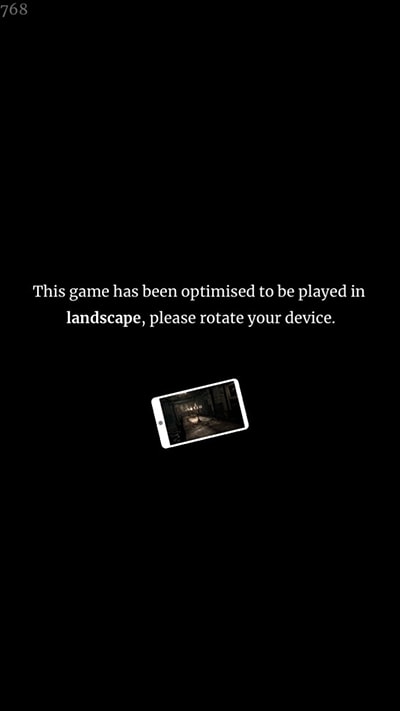 768
This game has been optimised to be played in
landscape, please rotate your device.